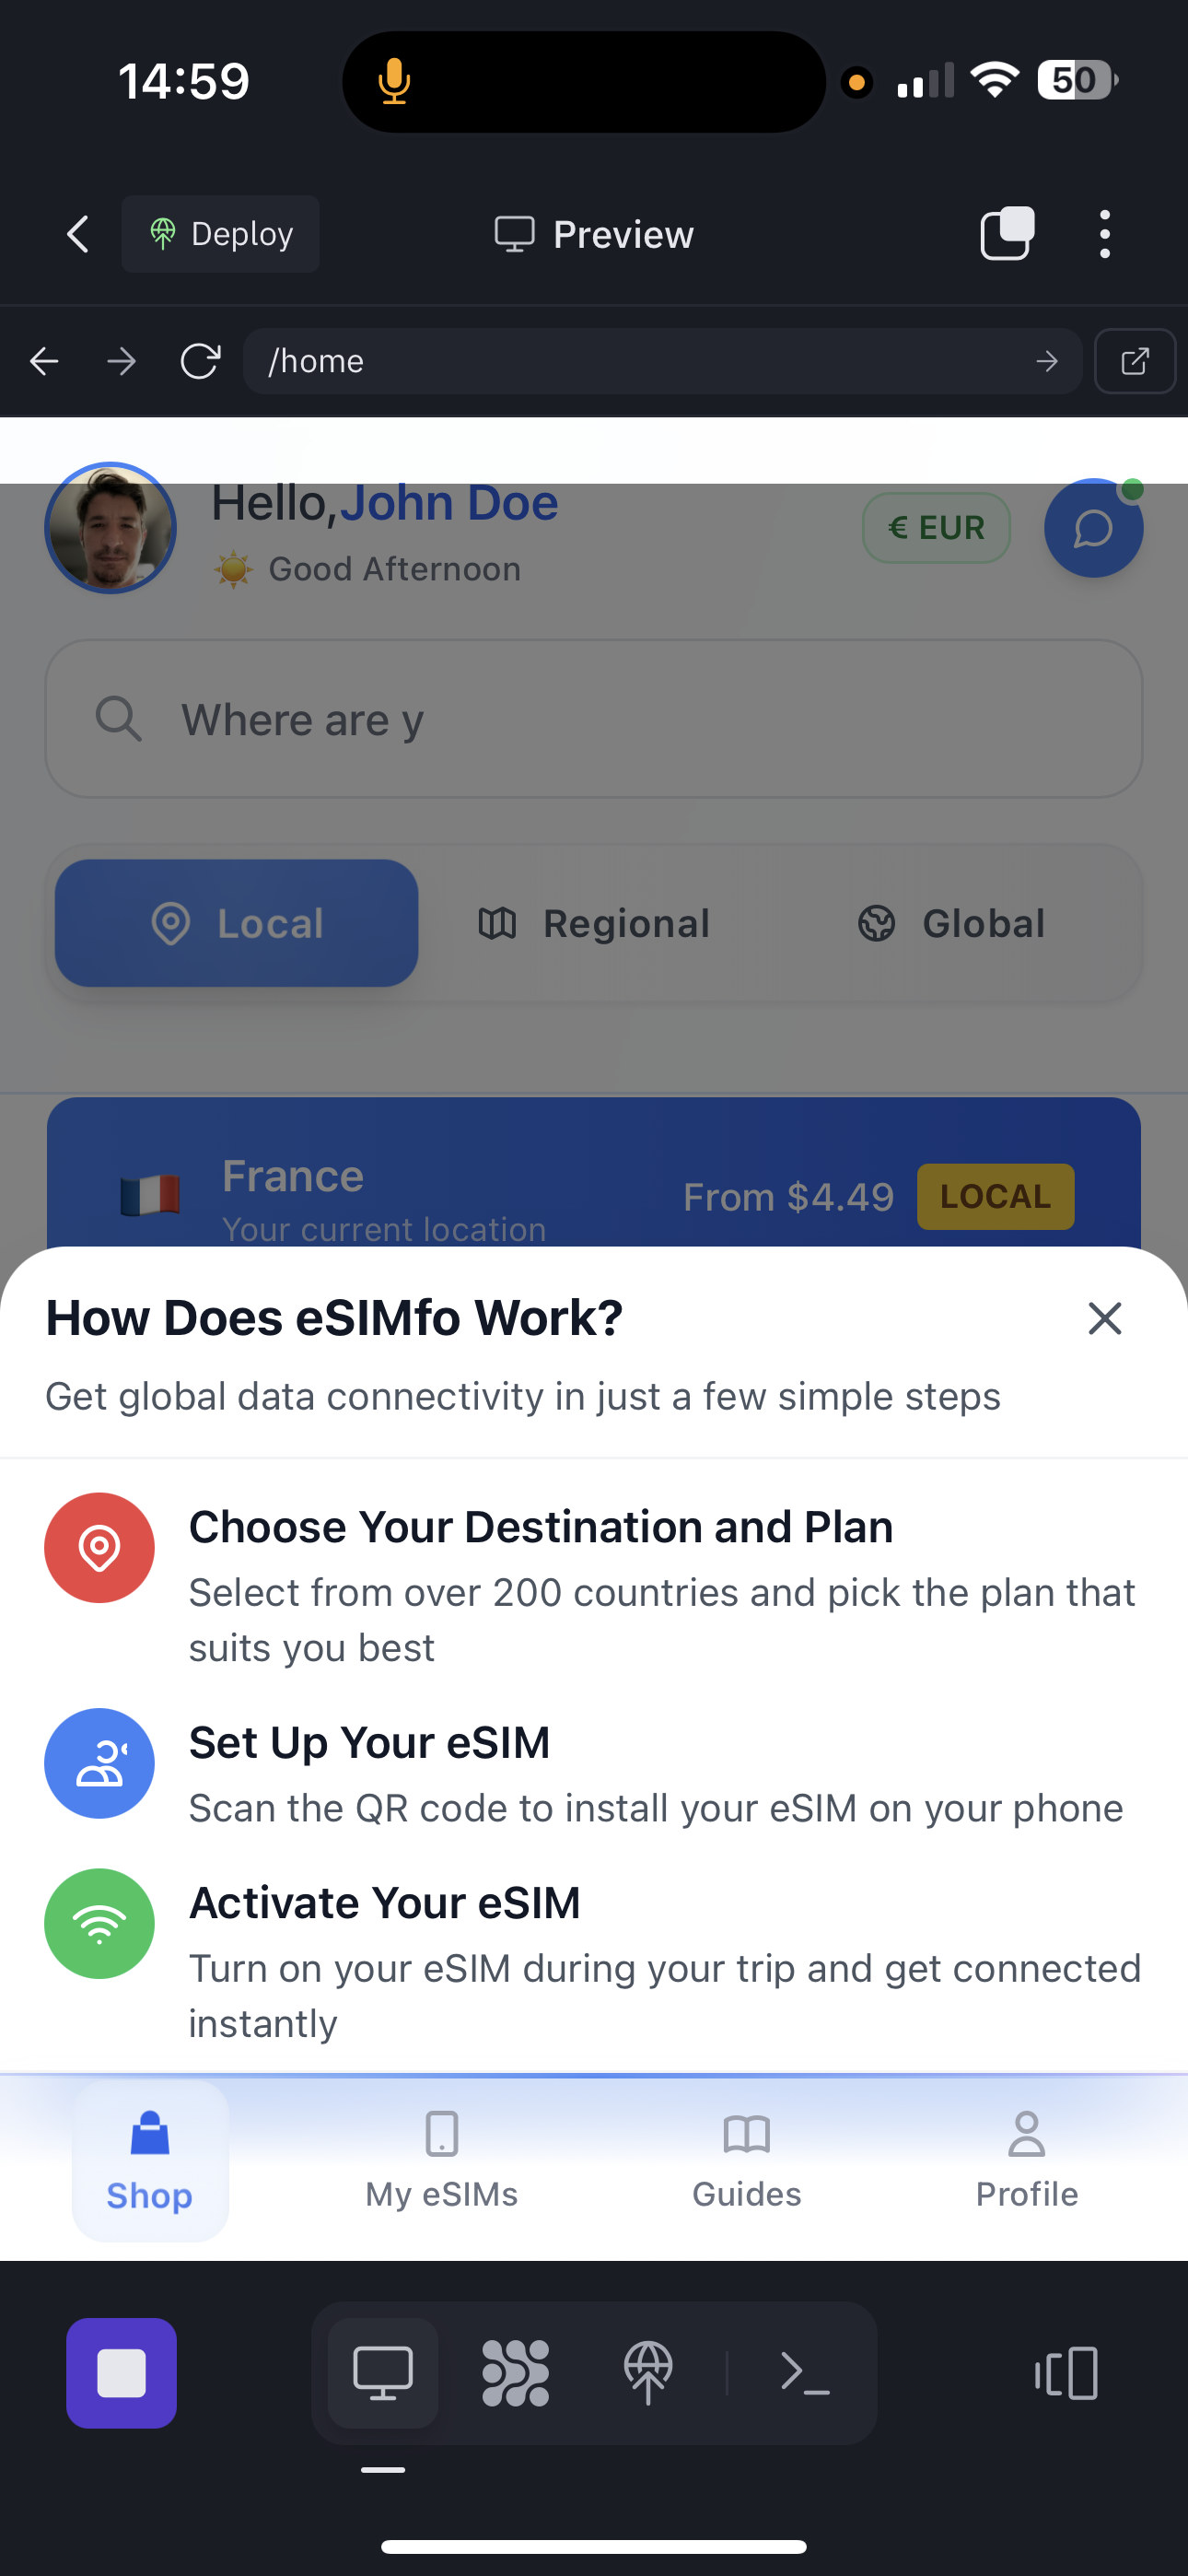 14:59
50
Deploy
Preview
/home
Hello, John Doe
Good Afternoon
€ EUR
Where are y
Local
Regional
Global
France
Your current location
From $4.49
LOCAL
How Does eSIMfo Work?
Get global data connectivity in just a few simple steps
Choose Your Destination and Plan
Select from over 200 countries and pick the plan that
suits you best
Set Up Your eSIM
Scan the QR code to install your eSIM on your phone
Activate Your eSIM
Turn on your eSIM during your trip and get connected
instantly
Shop
My eSIMs
Guides
Profile